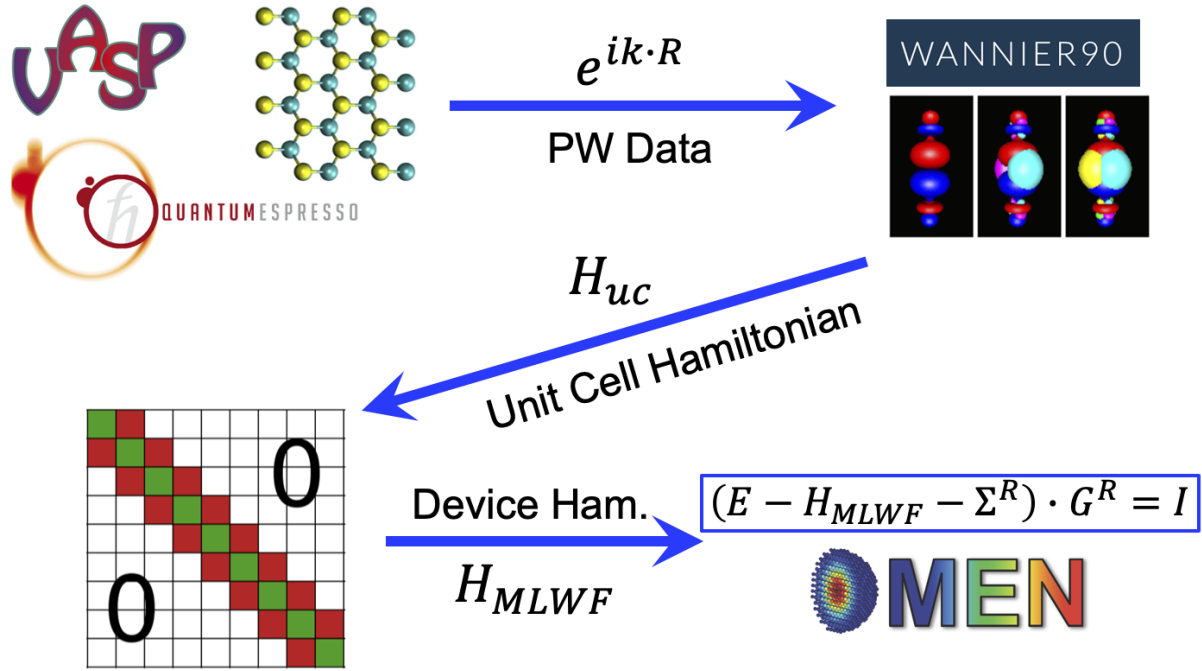 VASP
ħ QUANTUMESPRESSO
e^{ik·R}
PW Data
WANNIER90
H_{uc}
Unit Cell Hamiltonian
0
0
Device Ham.
H_{MLWF}
(E − H_{MLWF} − Σ^R) · G^R = I
OMEN